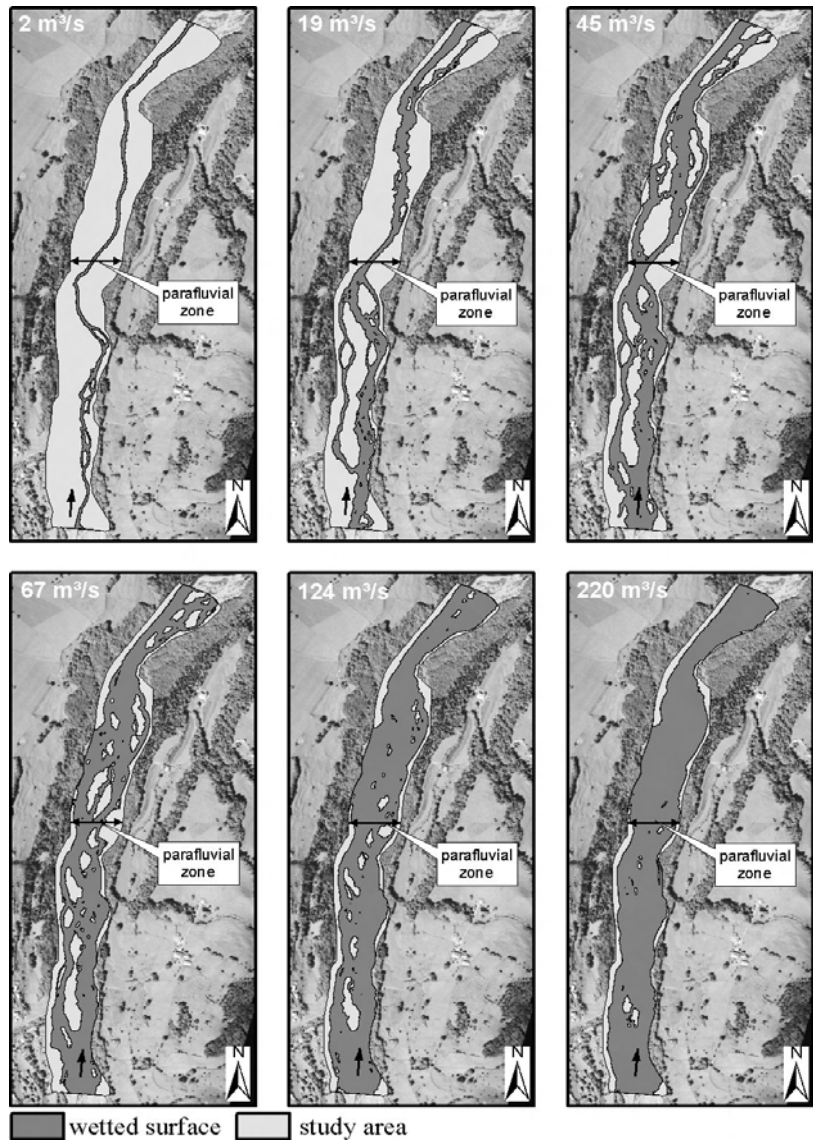 2 m³/s
19 m³/s
45 m³/s
parafluvial
zone
N
parafluvial
zone
N
parafluvial
zone
N
67 m³/s
124 m³/s
220 m³/s
parafluvial
zone
N
parafluvial
zone
N
parafluvial
zone
N
wetted surface
study area